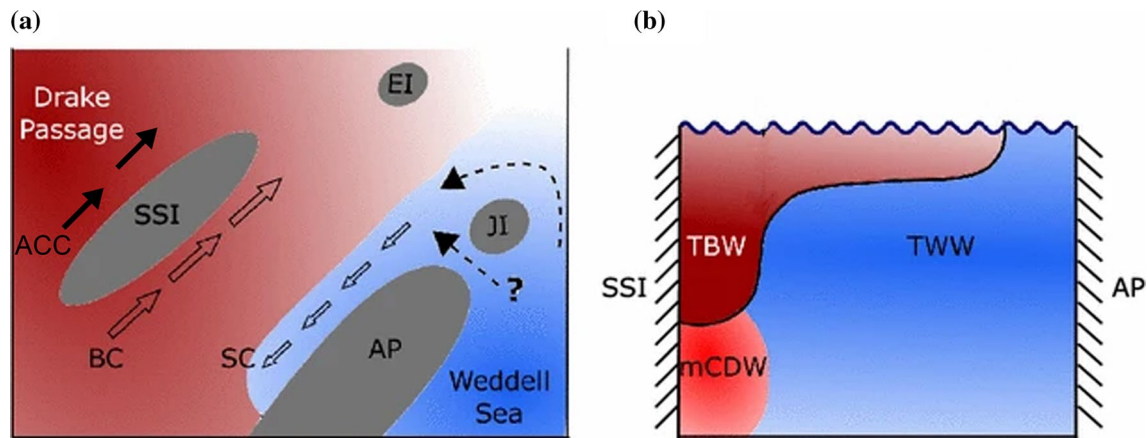 (a)
Drake
Passage
EI
SSI
ACC
JI
?
BC
SC
AP
Weddell
Sea
(b)
TBW
TWW
SSI
AP
mCDW